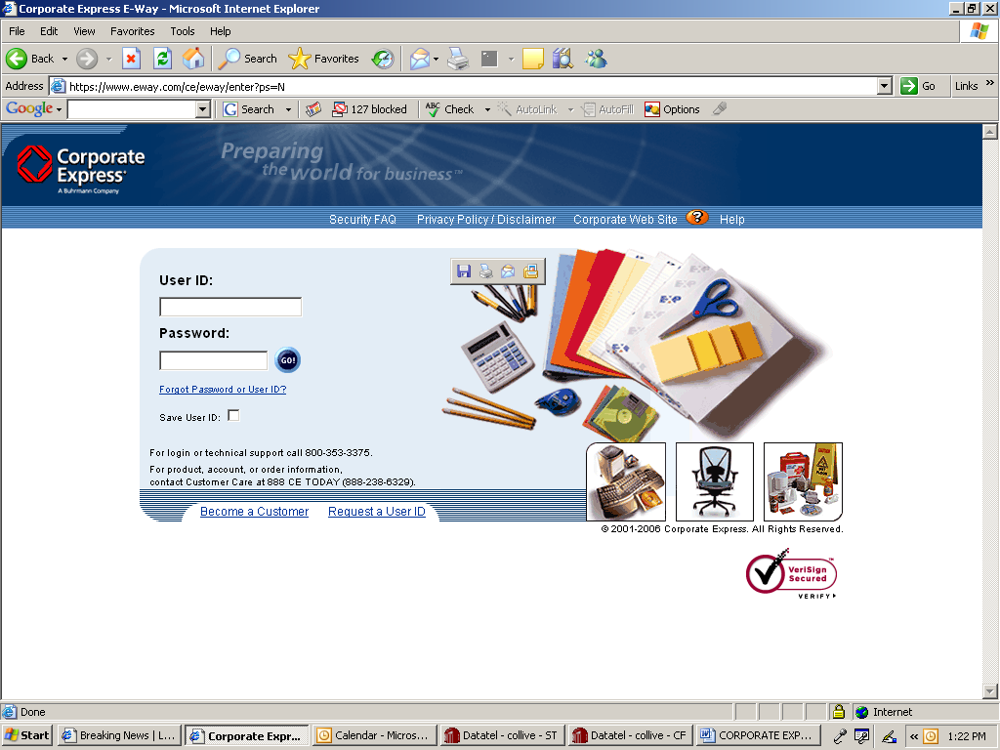 Corporate Express E-Way - Microsoft Internet Explorer
File Edit View Favorites Tools Help
Back Search Favorites
Address https://www.eway.com/ce/eway/enter?ps=N Go Links »
Google Search 127 blocked ABC Check AutoLink AutoFill Options
Preparing
the world for business™
Corporate
Express®
A Buhrmann Company
Security FAQ Privacy Policy / Disclaimer Corporate Web Site ? Help
User ID:
Password:
GO!
Forgot Password or User ID?
Save User ID:
For login or technical support call 800-353-3375.
For product, account, or order information,
contact Customer Care at 888 CE TODAY (888-238-6329).
Become a Customer Request a User ID
© 2001-2006 Corporate Express. All Rights Reserved.
VeriSign™
Secured
VERIFY
Done Internet
Start Breaking News | L... Corporate Expr... Calendar - Micros... Datatel - collive - ST Datatel - collive - CF CORPORATE EXP... « 1:22 PM